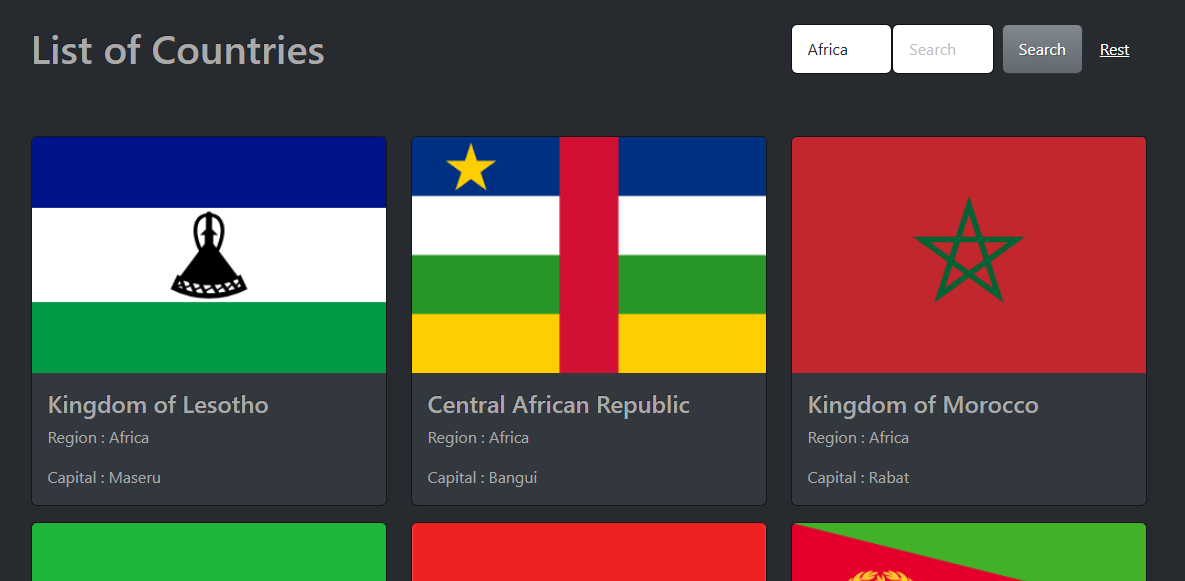 List of Countries
Africa
Search
Search
Rest
Kingdom of Lesotho
Region : Africa
Capital : Maseru
Central African Republic
Region : Africa
Capital : Bangui
Kingdom of Morocco
Region : Africa
Capital : Rabat